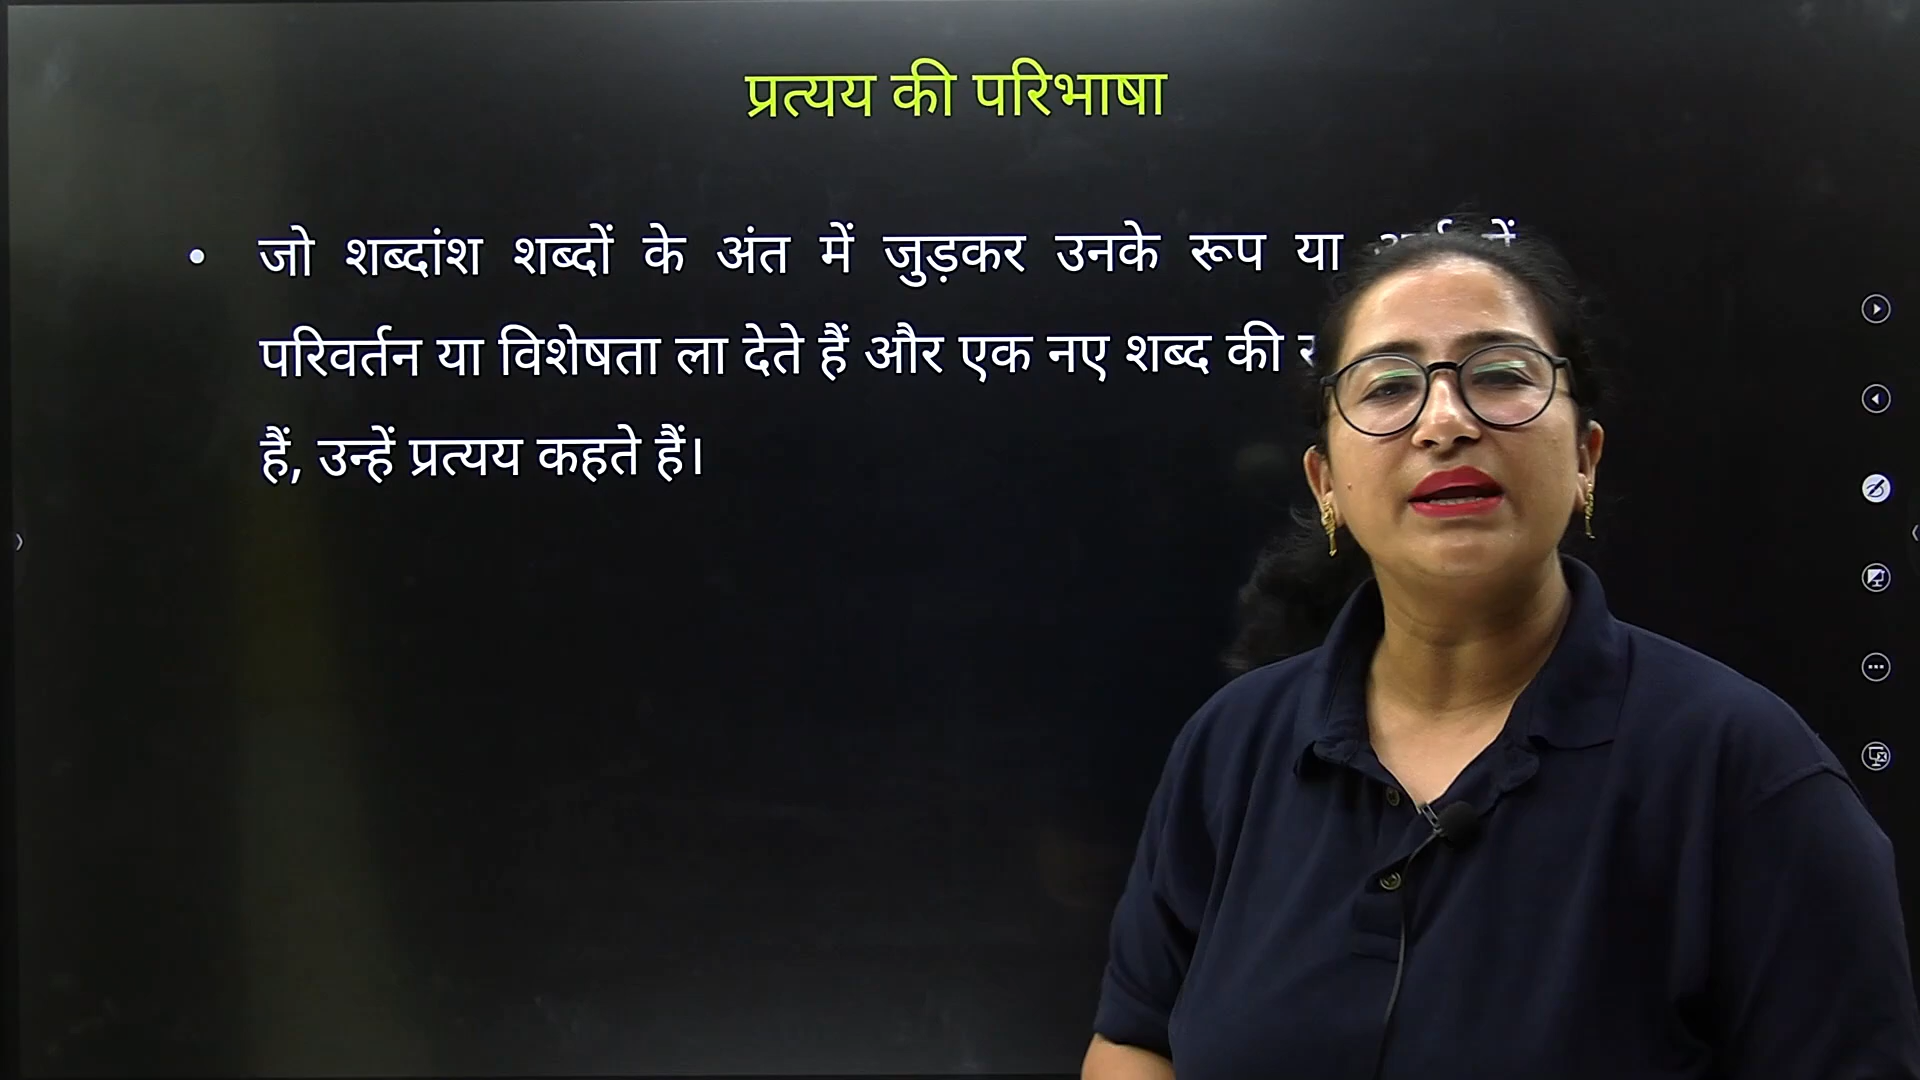 प्रत्यय की परिभाषा
• जो शब्दांश शब्दों के अंत में जुड़कर उनके रूप या
परिवर्तन या विशेषता ला देते हैं और एक नए शब्द की
हैं, उन्हें प्रत्यय कहते हैं।